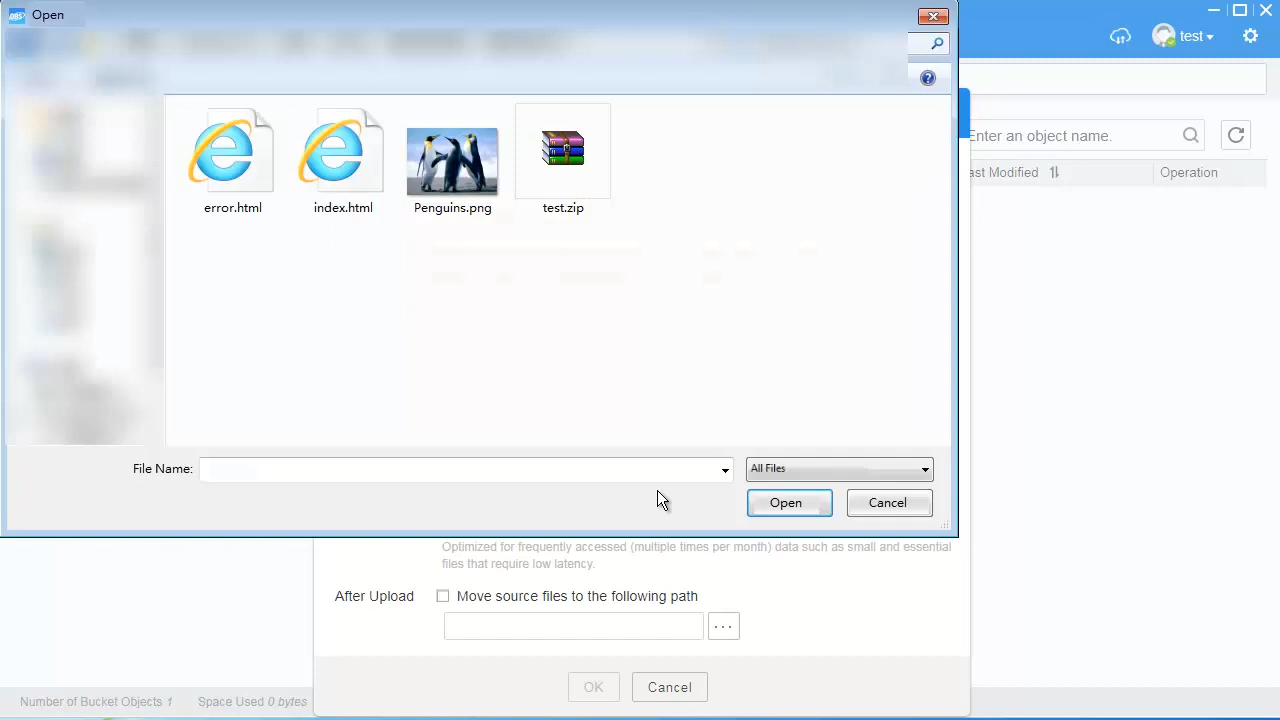 OBS Open
test
Enter an object name.
ast Modified Operation
error.html index.html Penguins.png test.zip
File Name: All Files
Open Cancel
Optimized for frequently accessed (multiple times per month) data such as small and essential
files that require low latency.
After Upload Move source files to the following path
...
OK Cancel
Number of Bucket Objects 1 Space Used 0 bytes